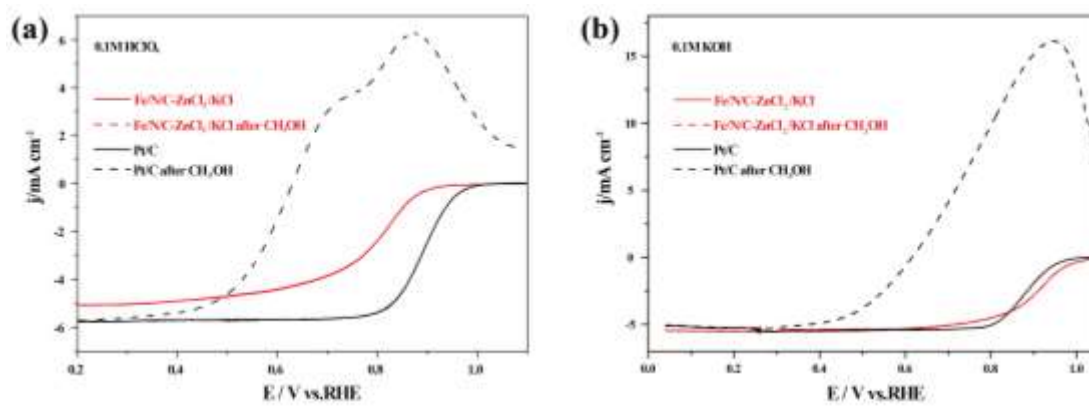 (a)
0.1M HClO₄
Fe/N/C-ZnCl₂/KCl
Fe/N/C-ZnCl₂/KCl after CH₃OH
Pt/C
Pt/C after CH₃OH
j/mA cm⁻²
6
4
2
0
-2
-4
-6
0.2
0.4
0.6
0.8
1.0
E / V vs.RHE
(b)
0.1M KOH
Fe/N/C-ZnCl₂/KCl
Fe/N/C-ZnCl₂/KCl after CH₃OH
Pt/C
Pt/C after CH₃OH
j/mA cm⁻²
15
10
5
0
-5
0.0
0.2
0.4
0.6
0.8
1.0
E / V vs.RHE